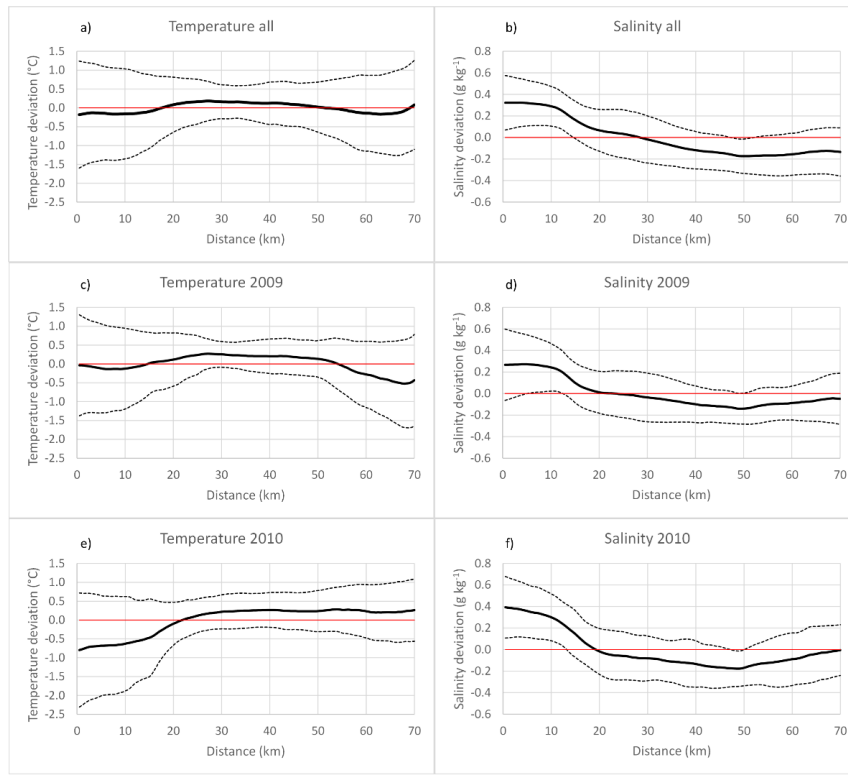 a) Temperature all
Temperature deviation (°C)
1.5
1.0
0.5
0.0
-0.5
-1.0
-1.5
-2.0
-2.5
0 10 20 30 40 50 60 70
Distance (km)
b) Salinity all
Salinity deviation (g kg⁻¹)
0.8
0.6
0.4
0.2
0.0
-0.2
-0.4
-0.6
0 10 20 30 40 50 60 70
Distance (km)
c) Temperature 2009
Temperature deviation (°C)
1.5
1.0
0.5
0.0
-0.5
-1.0
-1.5
-2.0
-2.5
0 10 20 30 40 50 60 70
Distance (km)
d) Salinity 2009
Salinity deviation (g kg⁻¹)
0.8
0.6
0.4
0.2
0.0
-0.2
-0.4
-0.6
0 10 20 30 40 50 60 70
Distance (km)
e) Temperature 2010
Temperature deviation (°C)
1.5
1.0
0.5
0.0
-0.5
-1.0
-1.5
-2.0
-2.5
0 10 20 30 40 50 60 70
Distance (km)
f) Salinity 2010
Salinity deviation (g kg⁻¹)
0.8
0.6
0.4
0.2
0.0
-0.2
-0.4
-0.6
0 10 20 30 40 50 60 70
Distance (km)